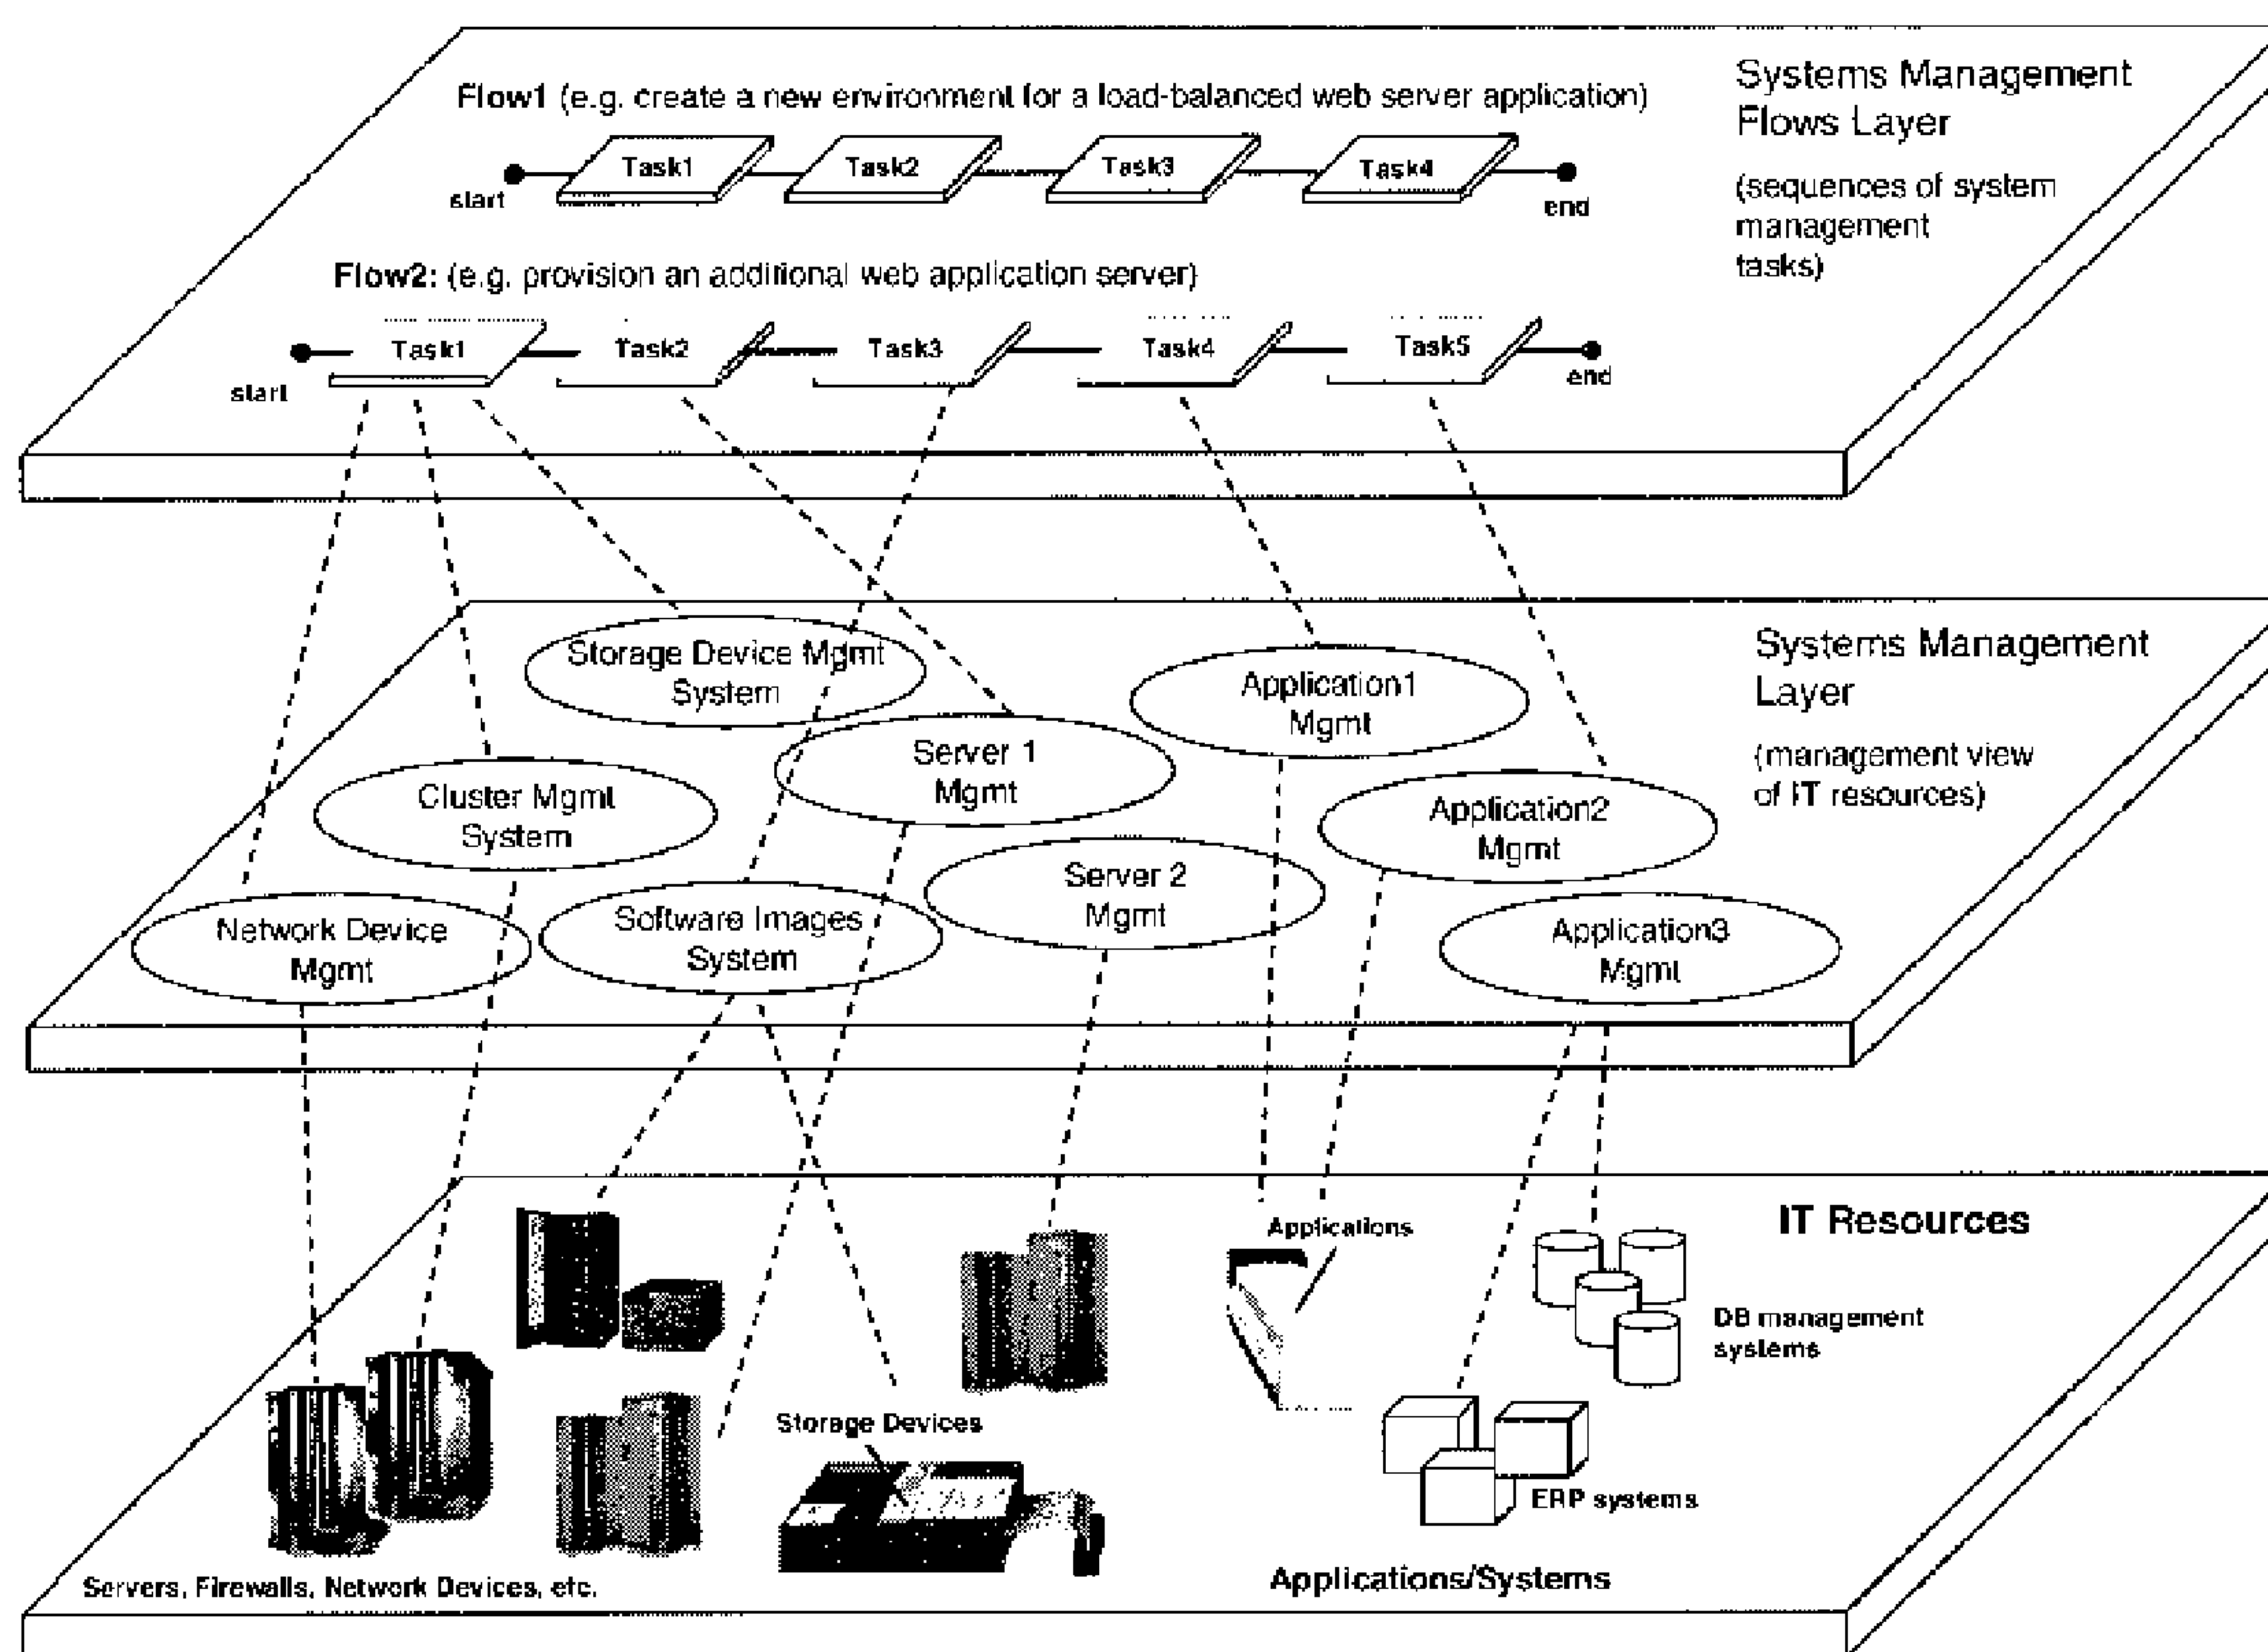 Flow1 (e.g. create a new environment for a load-balanced web server application)
Task1 Task2 Task3 Task4
start
end
Flow2: (e.g. provision an additional web application server)
Task1 Task2 Task3 Task4 Task5
start
end
Systems Management
Flows Layer
(sequences of system
management
tasks)
Storage Device Mgmt
System
Application1
Mgmt
Server 1
Mgmt
Cluster Mgmt
System
Application2
Mgmt
Server 2
Mgmt
Network Device
Mgmt
Software Images
System
Application3
Mgmt
Systems Management
Layer
(management view
of IT resources)
IT Resources
Applications
DB management
systems
Storage Devices
ERP systems
Servers, Firewalls, Network Devices, etc.
Applications/Systems